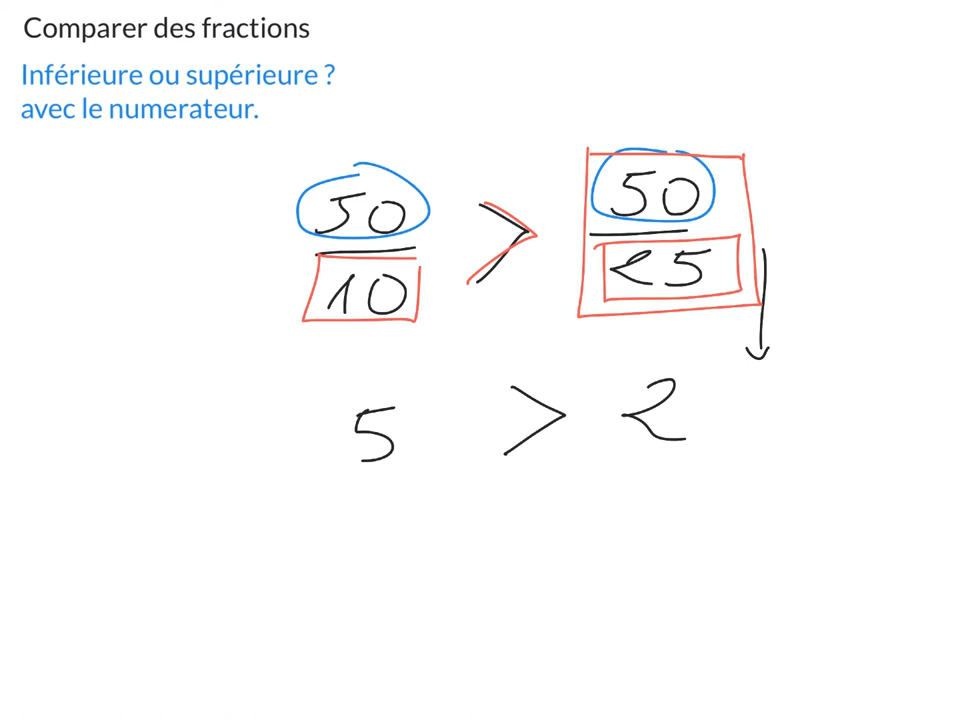 Comparer des fractions
Inférieure ou supérieure ?
avec le numerateur.
50 > 50
10 25
5 > 2